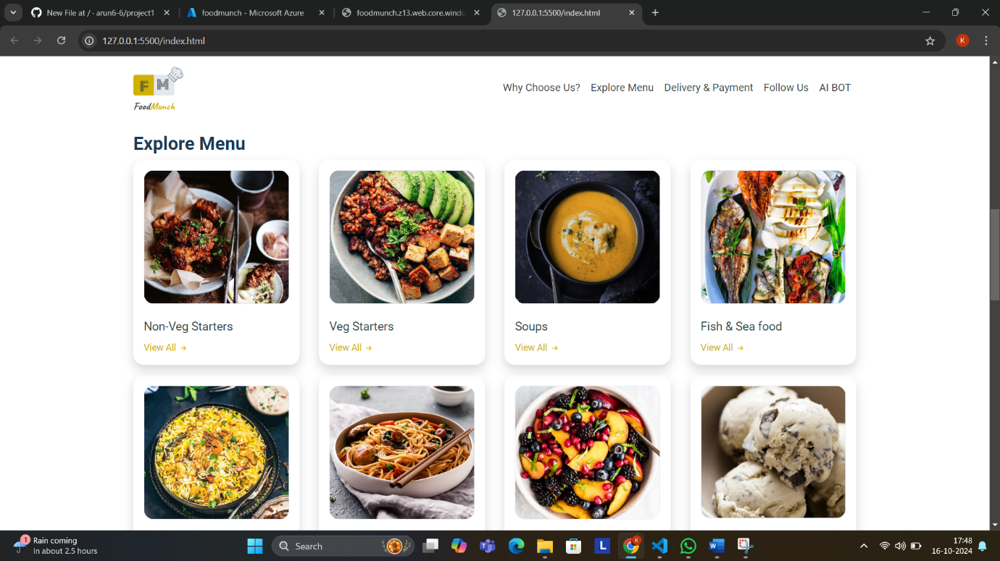 New File at / · arun6-6/project1
foodmunch - Microsoft Azure
foodmunch.z13.web.core.windo
127.0.0.1:5500/index.html
127.0.0.1:5500/index.html
K
F M
FoodMunch
Why Choose Us?
Explore Menu
Delivery & Payment
Follow Us
AI BOT
Explore Menu
Non-Veg Starters
View All →
Veg Starters
View All →
Soups
View All →
Fish & Sea food
View All →
1
Rain coming
In about 2.5 hours
Search
L
K
17:48
16-10-2024